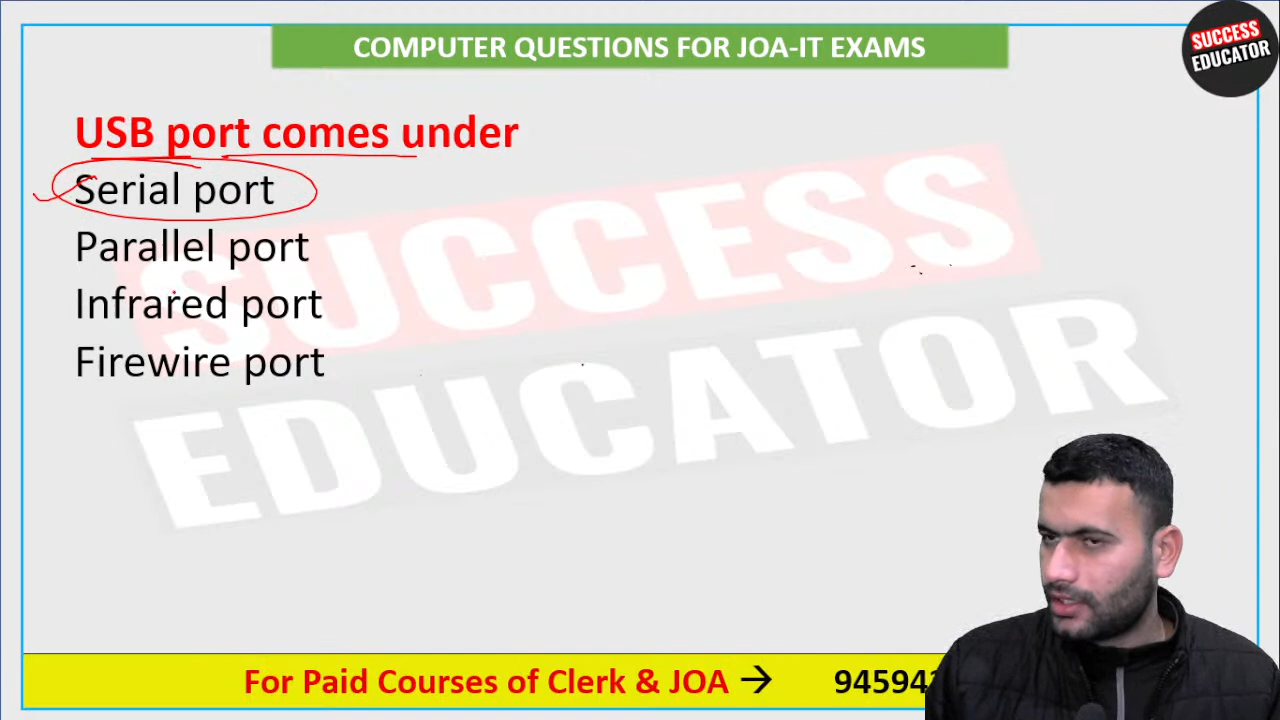 COMPUTER QUESTIONS FOR JOA-IT EXAMS
SUCCESS
EDUCATOR
USB port comes under
Serial port
Parallel port
Infrared port
Firewire port
SUCCESS
EDUCATOR
For Paid Courses of Clerk & JOA → 94594